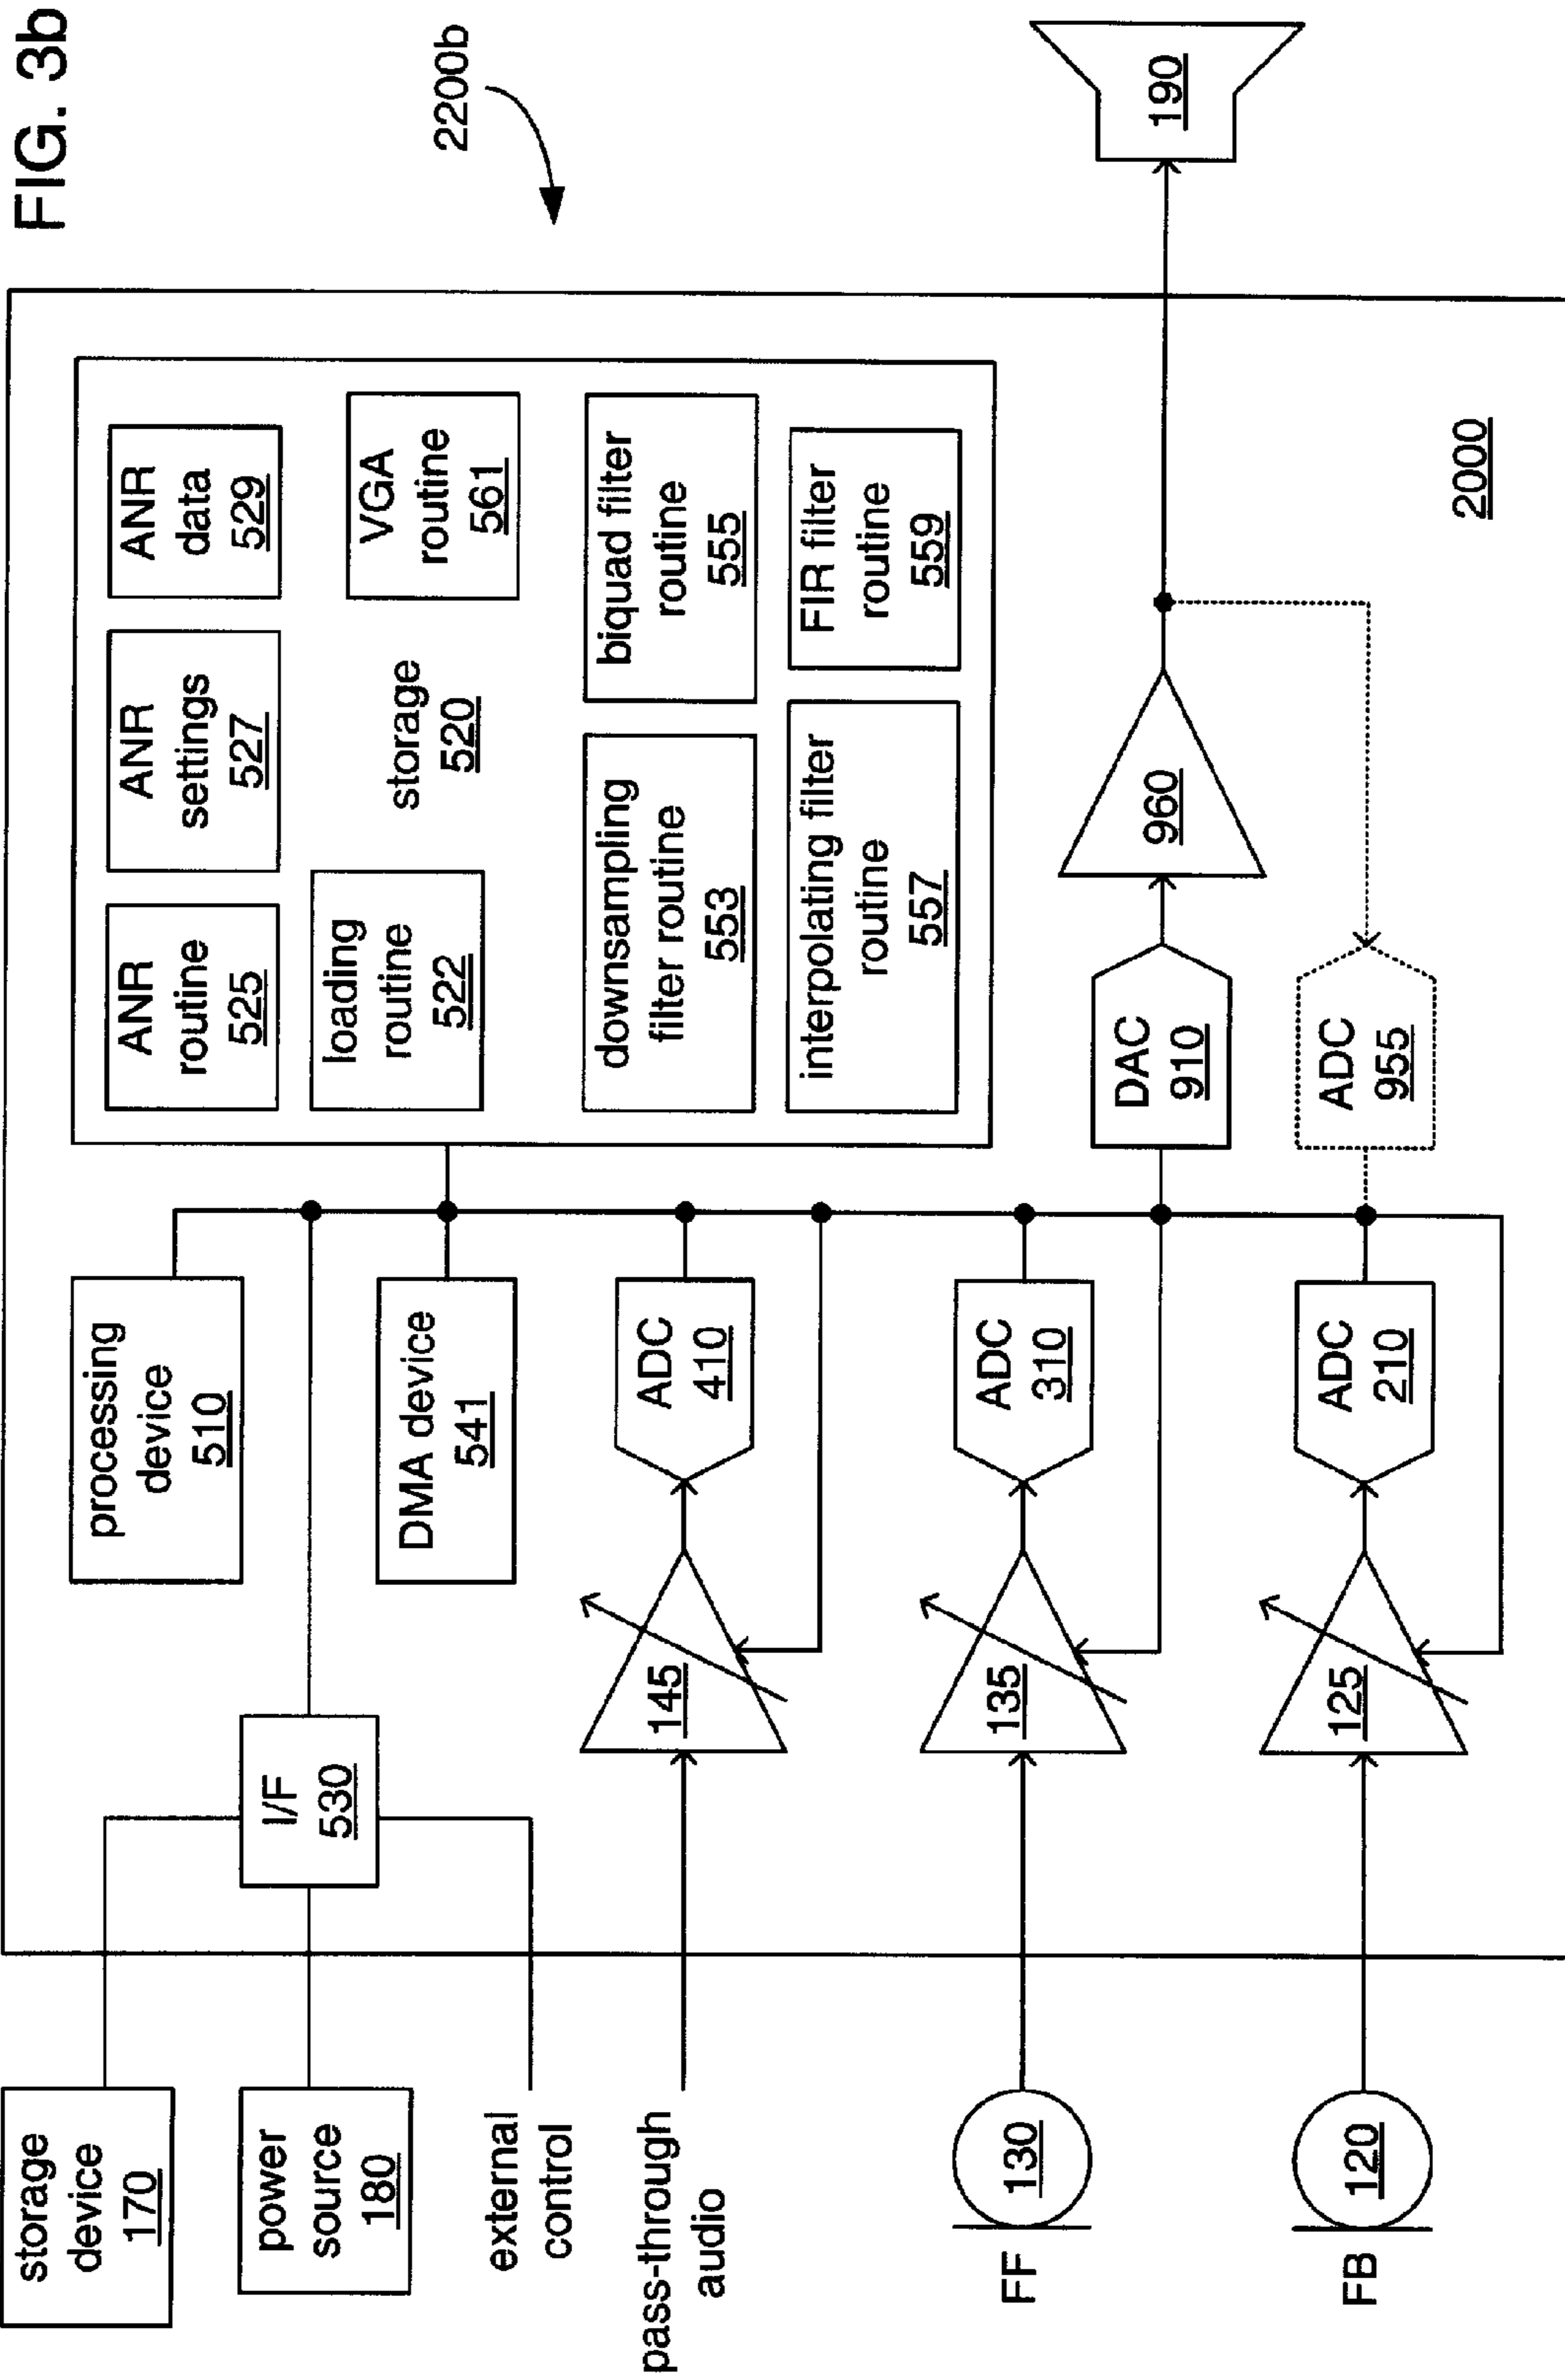 FIG. 3b
2200b
storage
device
170
power
source
180
external
control
pass-through
audio
FF
130
FB
120
I/F
530
processing
device
510
DMA device
541
145
ADC
410
135
ADC
310
125
ADC
210
ANR
routine
525
ANR
settings
527
ANR
data
529
loading
routine
522
storage
520
VGA
routine
561
downsampling
filter routine
553
biquad filter
routine
555
interpolating filter
routine
557
FIR filter
routine
559
DAC
910
960
ADC
955
190
2000